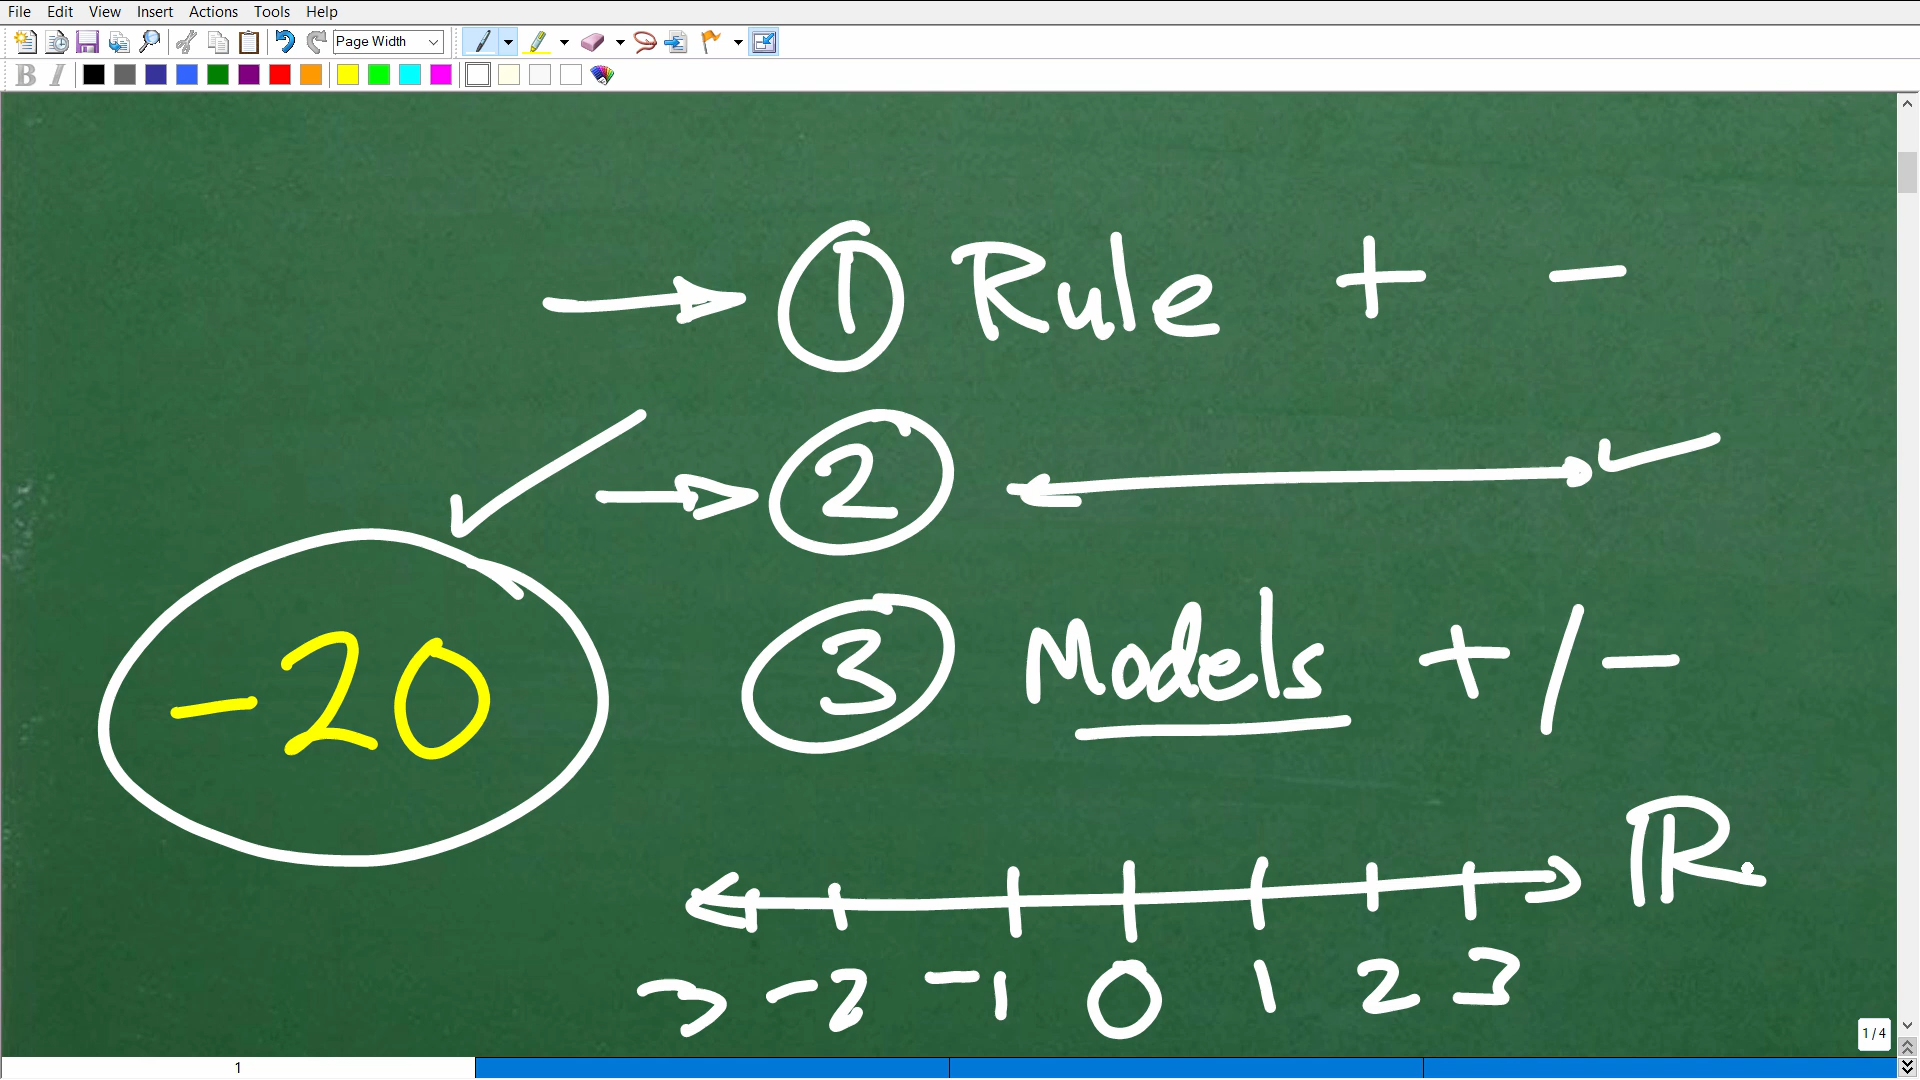 File Edit View Insert Actions Tools Help
Page Width
B I
① Rule + −
②
③ Models + / −
-20
ℝ
3 -2 -1 0 1 2 3
1 / 4
1